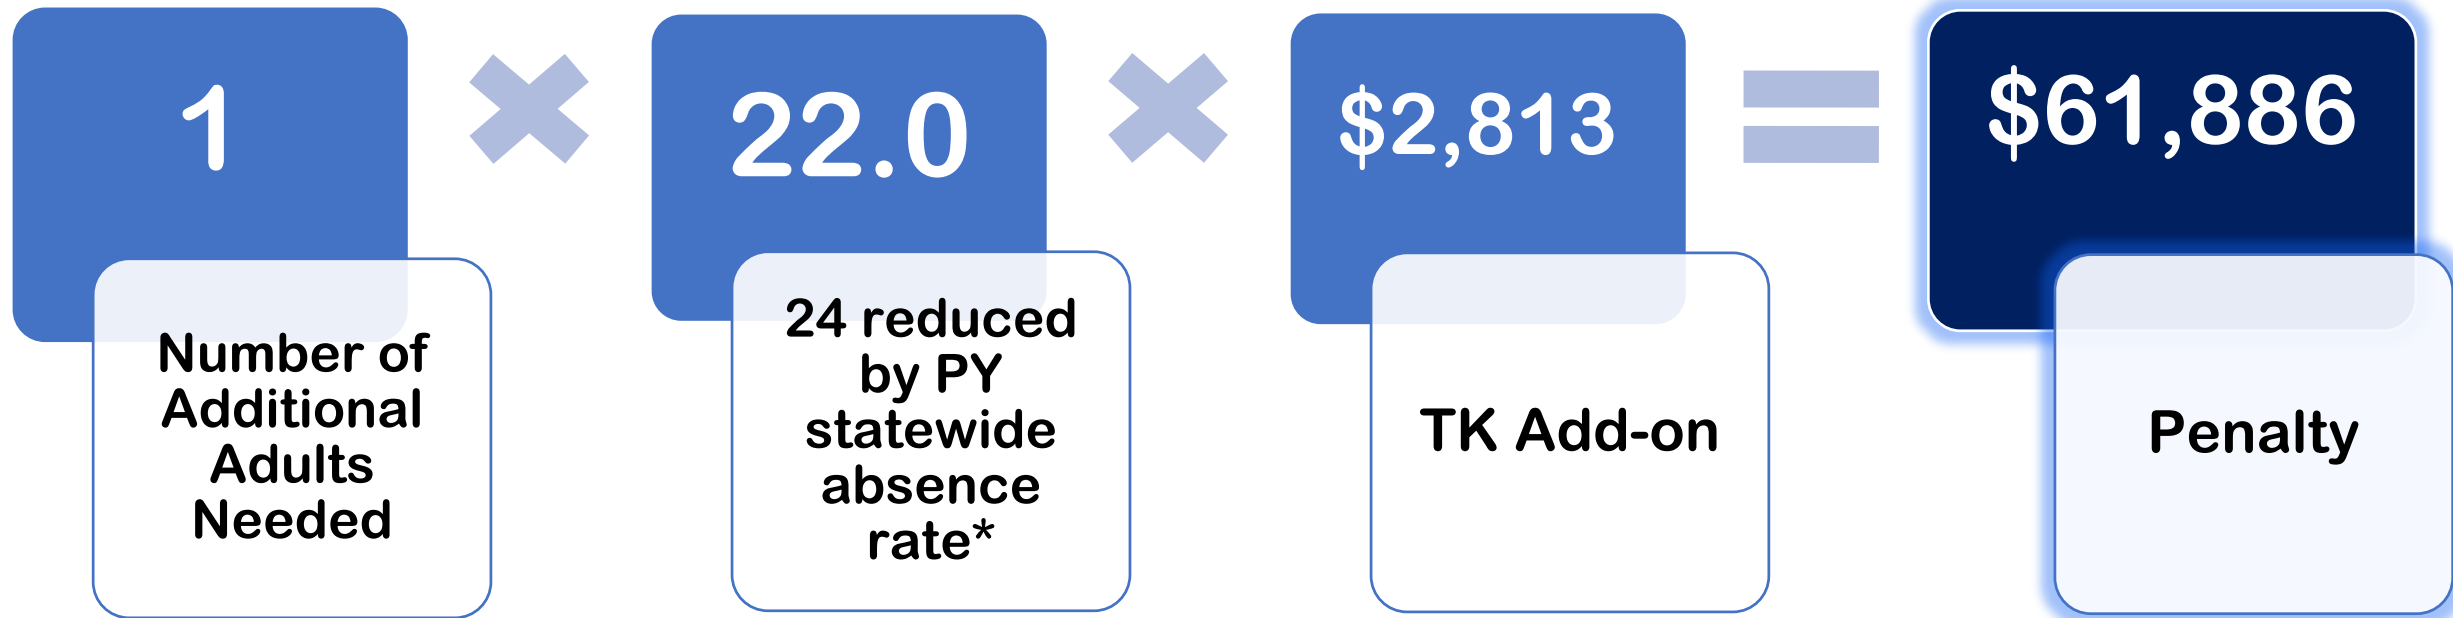 1
22.0
$2,813
$61,886
Number of
Additional
Adults
Needed
24 reduced
by PY
statewide
absence
rate*
TK Add-on
Penalty